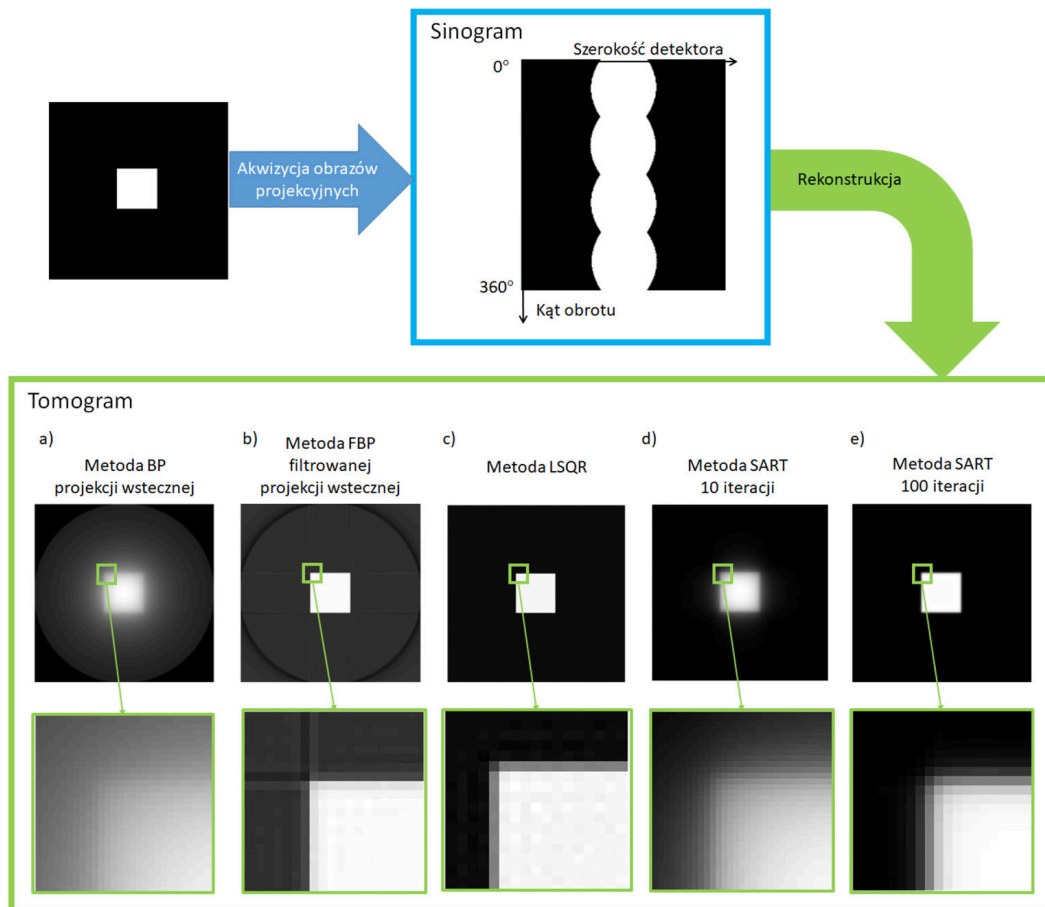 Sinogram
Szerokość detektora
0°
Akwizycja obrazów
projekcyjnych
Rekonstrukcja
360°
Kąt obrotu
Tomogram
a)
Metoda BP
projekcji wstecznej
b)
Metoda FBP
filtrowanej
projekcji wstecznej
c)
Metoda LSQR
d)
Metoda SART
10 iteracji
e)
Metoda SART
100 iteracji